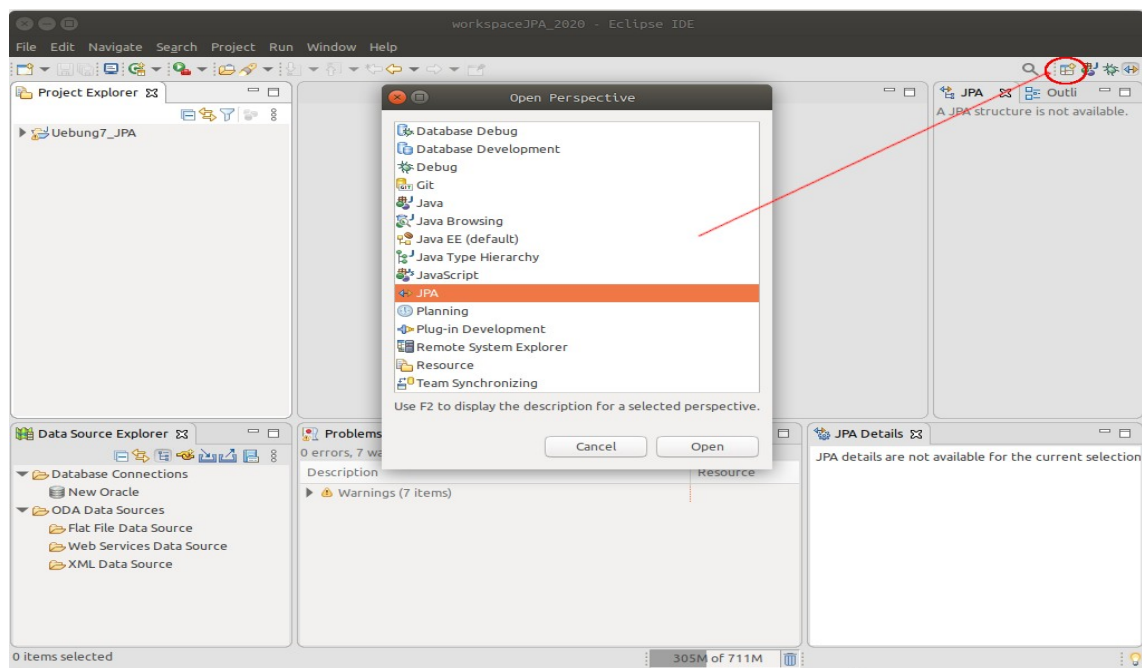 workspaceJPA_2020 - Eclipse IDE
File Edit Navigate Search Project Run Window Help
Project Explorer
Uebung7_JPA
Open Perspective
Database Debug
Database Development
Debug
Git
Java
Java Browsing
Java EE (default)
Java Type Hierarchy
JavaScript
JPA
Planning
Plug-in Development
Remote System Explorer
Resource
Team Synchronizing
Use F2 to display the description for a selected perspective.
Cancel Open
JPA Outli
A JPA structure is not available.
Data Source Explorer
Database Connections
New Oracle
ODA Data Sources
Flat File Data Source
Web Services Data Source
XML Data Source
Problems
0 errors, 7 wa
Description Resource
Warnings (7 items)
JPA Details
JPA details are not available for the current selection
0 items selected
305M of 711M